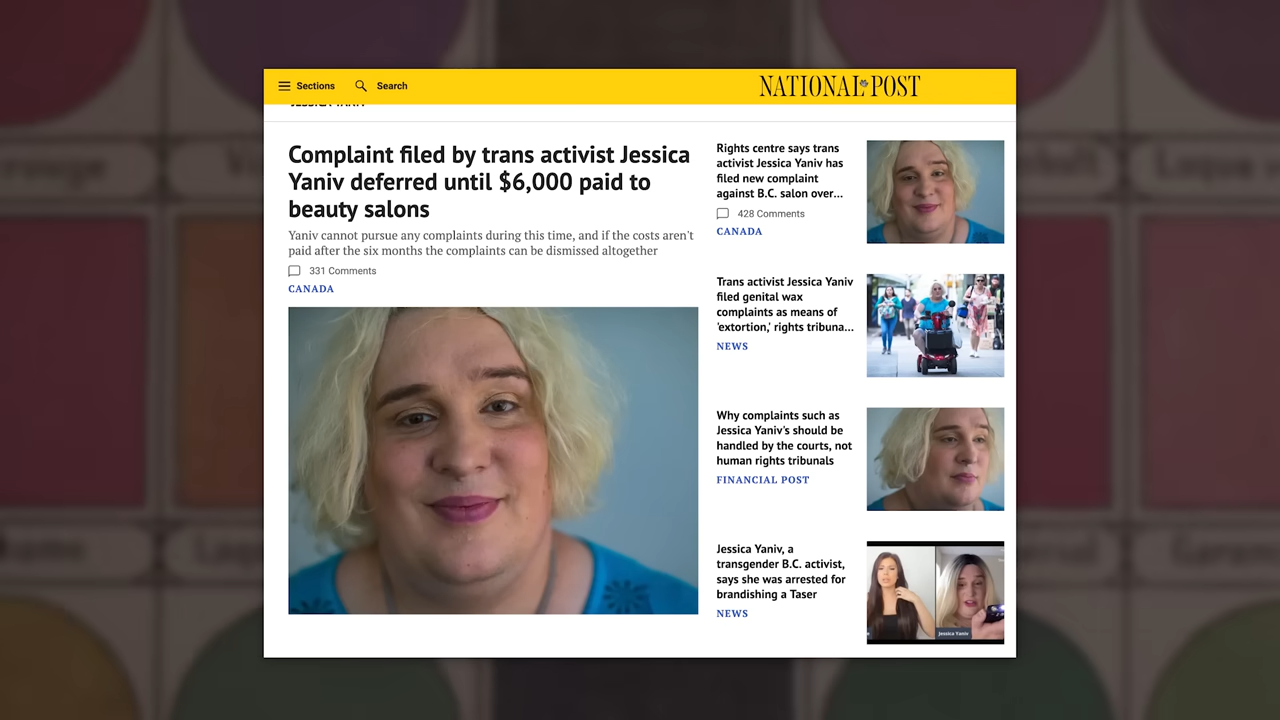 Sections
Search
NATIONAL POST
Complaint filed by trans activist Jessica
Yaniv deferred until $6,000 paid to
beauty salons
Yaniv cannot pursue any complaints during this time, and if the costs aren't
paid after the six months the complaints can be dismissed altogether
331 Comments
CANADA
Rights centre says trans
activist Jessica Yaniv has
filed new complaint
against B.C. salon over...
428 Comments
CANADA
Trans activist Jessica Yaniv
filed genital wax
complaints as means of
'extortion,' rights tribuna...
NEWS
Why complaints such as
Jessica Yaniv's should be
handled by the courts, not
human rights tribunals
FINANCIAL POST
Jessica Yaniv, a
transgender B.C. activist,
says she was arrested for
brandishing a Taser
NEWS
Jessica Yaniv